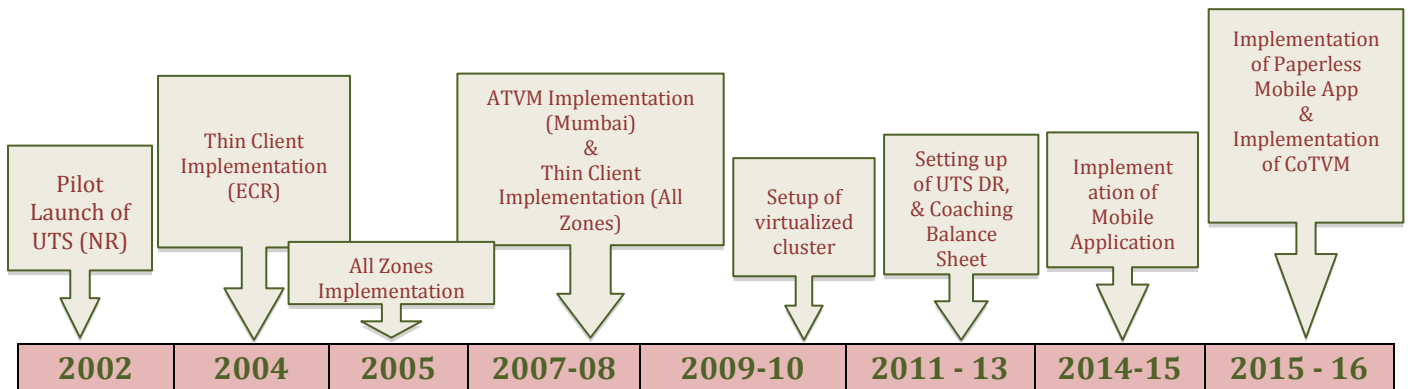 Pilot
Launch of
UTS (NR)
Thin Client
Implementation
(ECR)
All Zones
Implementation
ATVM Implementation
(Mumbai)
&
Thin Client
Implementation (All
Zones)
Setup of
virtualized
cluster
Setting up
of UTS DR,
& Coaching
Balance
Sheet
Implement
ation of
Mobile
Application
Implementation
of Paperless
Mobile App
&
Implementation
of CoTVM
2002 2004 2005 2007-08 2009-10 2011 - 13 2014-15 2015 - 16